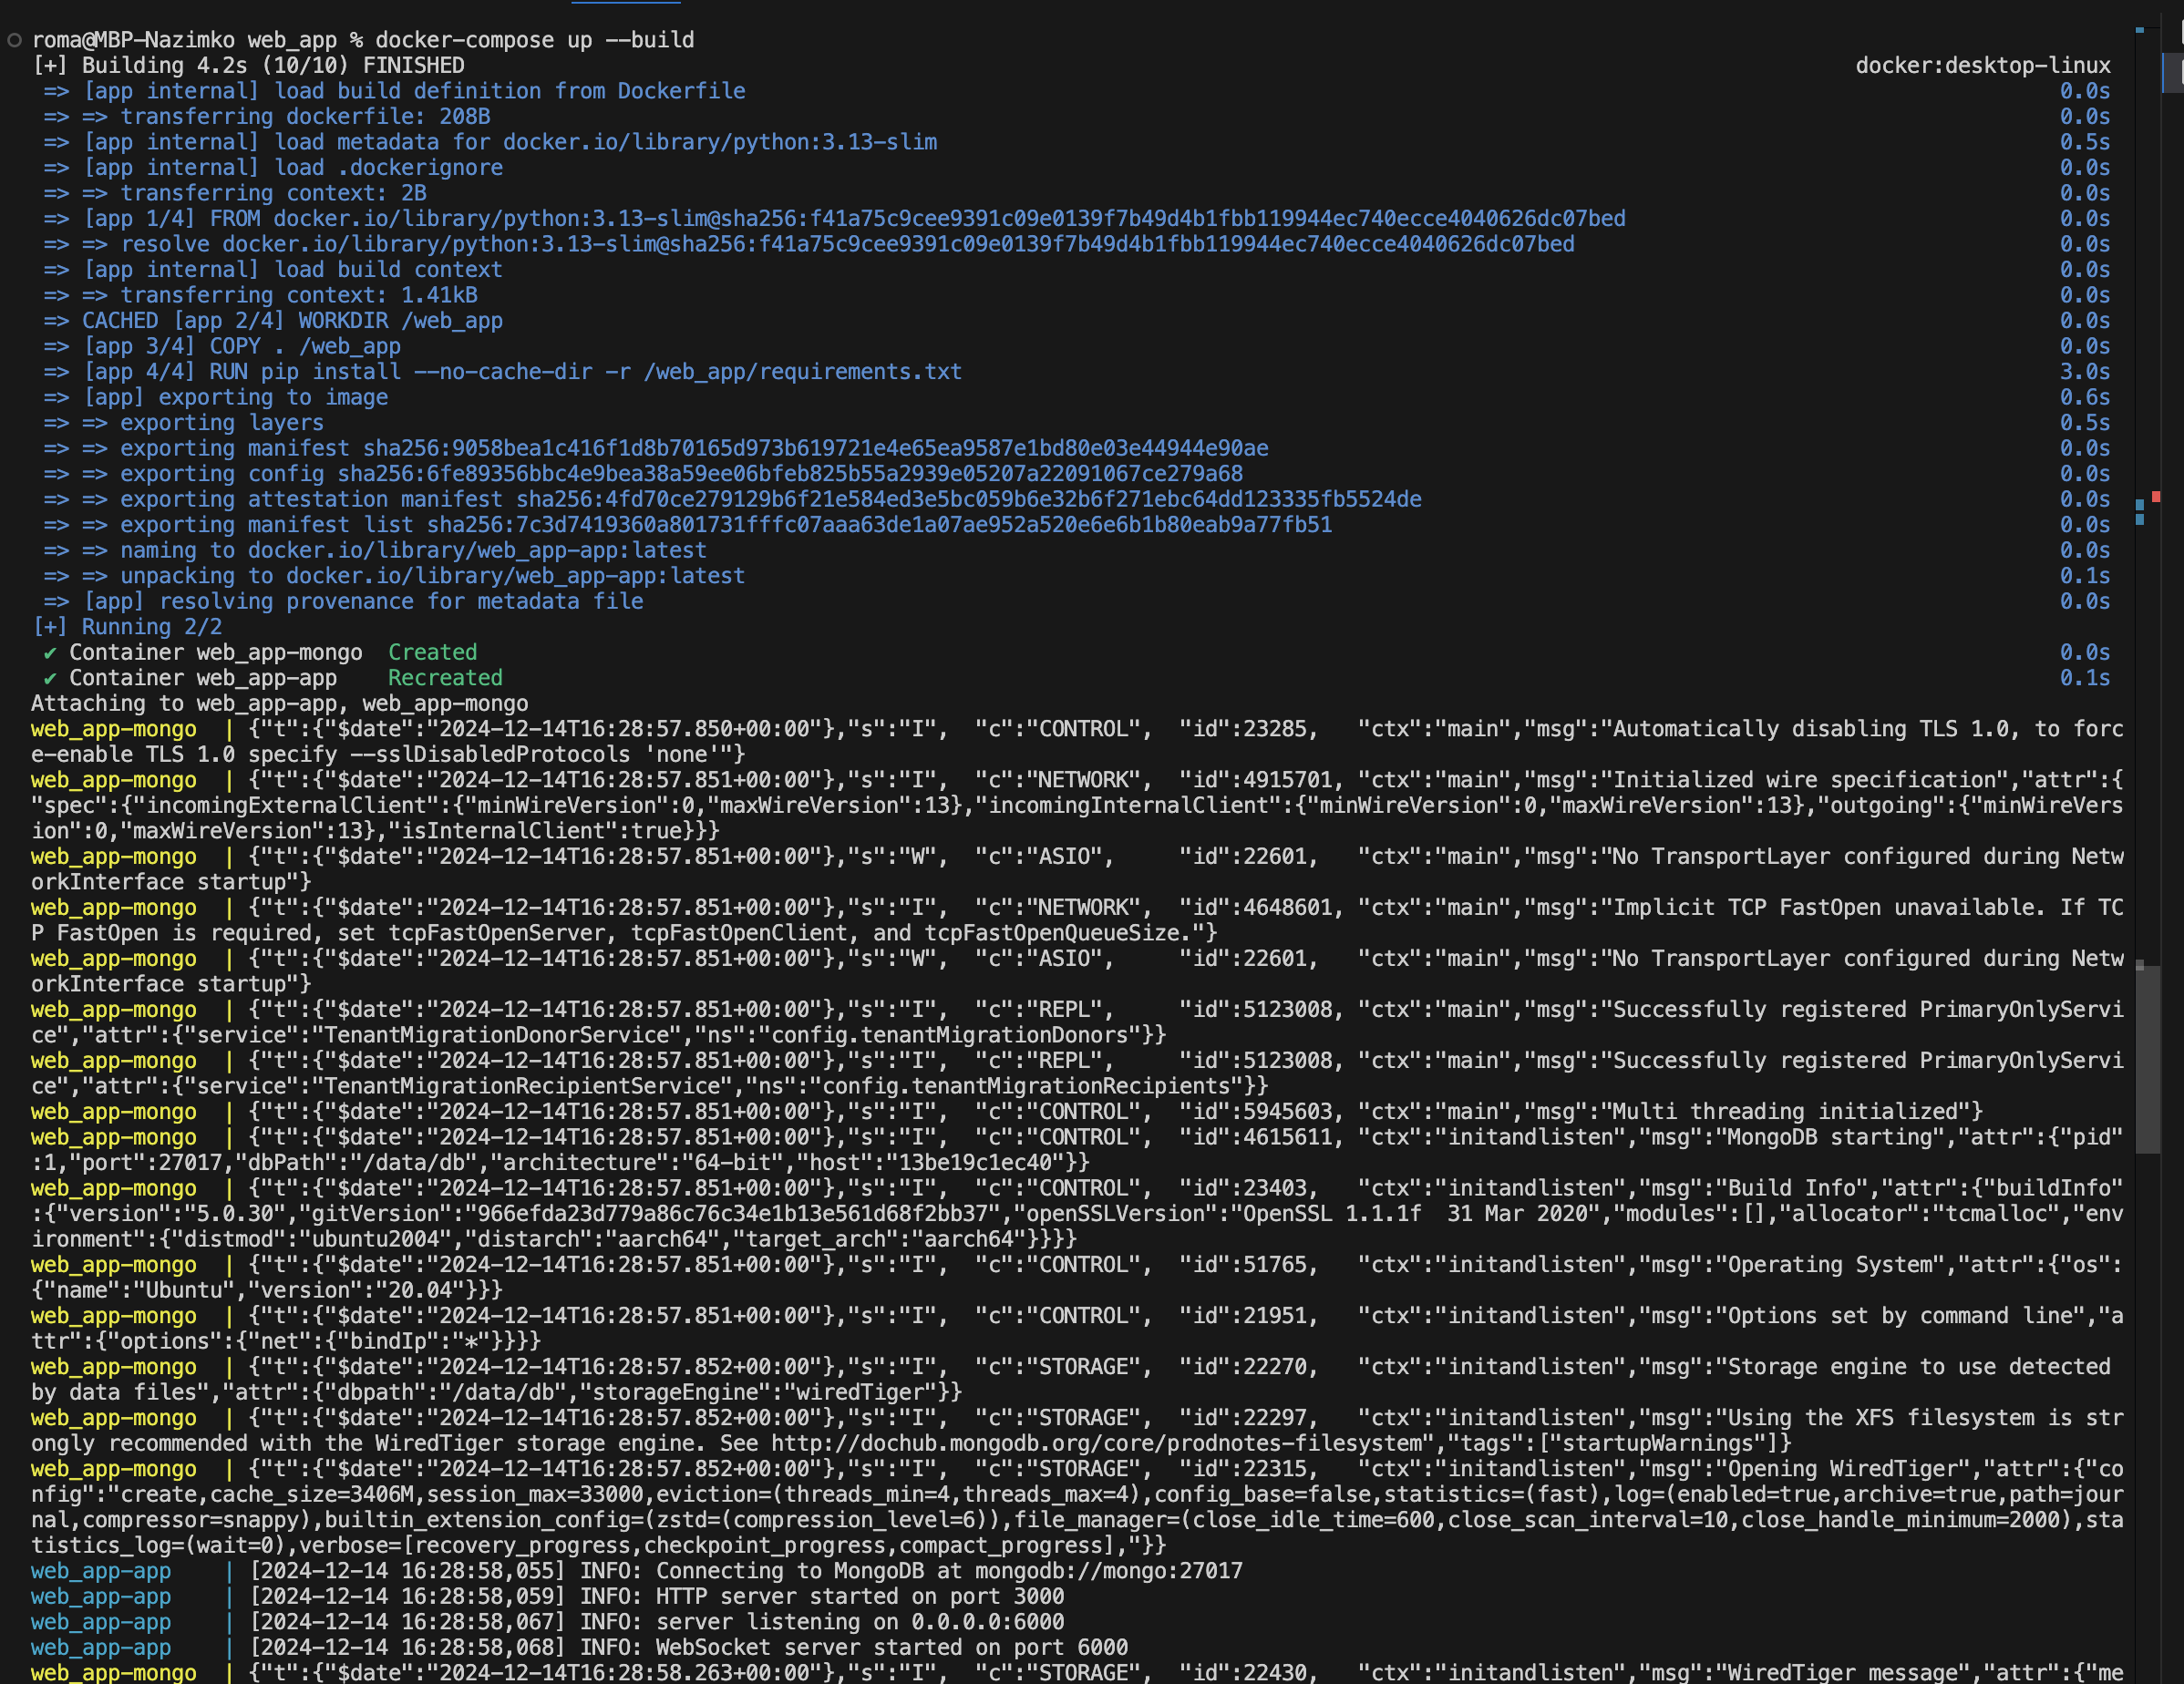 roma@MBP-Nazimko web_app % docker-compose up --build
[+] Building 4.2s (10/10) FINISHED docker:desktop-linux
=> [app internal] load build definition from Dockerfile 0.0s
=> => transferring dockerfile: 208B 0.0s
=> [app internal] load metadata for docker.io/library/python:3.13-slim 0.5s
=> [app internal] load .dockerignore 0.0s
=> => transferring context: 2B 0.0s
=> [app 1/4] FROM docker.io/library/python:3.13-slim@sha256:f41a75c9cee9391c09e0139f7b49d4b1fbb119944ec740ecce4040626dc07bed 0.0s
=> => resolve docker.io/library/python:3.13-slim@sha256:f41a75c9cee9391c09e0139f7b49d4b1fbb119944ec740ecce4040626dc07bed 0.0s
=> [app internal] load build context 0.0s
=> => transferring context: 1.41kB 0.0s
=> CACHED [app 2/4] WORKDIR /web_app 0.0s
=> [app 3/4] COPY . /web_app 0.0s
=> [app 4/4] RUN pip install --no-cache-dir -r /web_app/requirements.txt 3.0s
=> [app] exporting to image 0.6s
=> => exporting layers 0.5s
=> => exporting manifest sha256:9058bea1c416f1d8b70165d973b619721e4e65ea9587e1bd80e03e44944e90ae 0.0s
=> => exporting config sha256:6fe89356bbc4e9bea38a59ee06bfeb825b55a2939e05207a22091067ce279a68 0.0s
=> => exporting attestation manifest sha256:4fd70ce279129b6f21e584ed3e5bc059b6e32b6f271ebc64dd123335fb5524de 0.0s
=> => exporting manifest list sha256:7c3d7419360a801731fffc07aaa63de1a07ae952a520e6e6b1b80eab9a77fb51 0.0s
=> => naming to docker.io/library/web_app-app:latest 0.0s
=> => unpacking to docker.io/library/web_app-app:latest 0.1s
=> [app] resolving provenance for metadata file 0.0s
[+] Running 2/2
✔ Container web_app-mongo Created 0.0s
✔ Container web_app-app Recreated 0.1s
Attaching to web_app-app, web_app-mongo
web_app-mongo | {"t":{"$date":"2024-12-14T16:28:57.850+00:00"},"s":"I", "c":"CONTROL", "id":23285, "ctx":"main","msg":"Automatically disabling TLS 1.0, to forc
e-enable TLS 1.0 specify --sslDisabledProtocols 'none'"}
web_app-mongo | {"t":{"$date":"2024-12-14T16:28:57.851+00:00"},"s":"I", "c":"NETWORK", "id":4915701, "ctx":"main","msg":"Initialized wire specification","attr":{
"spec":{"incomingExternalClient":{"minWireVersion":0,"maxWireVersion":13},"incomingInternalClient":{"minWireVersion":0,"maxWireVersion":13},"outgoing":{"minWireVers
ion":0,"maxWireVersion":13},"isInternalClient":true}}}
web_app-mongo | {"t":{"$date":"2024-12-14T16:28:57.851+00:00"},"s":"W", "c":"ASIO", "id":22601, "ctx":"main","msg":"No TransportLayer configured during Netw
orkInterface startup"}
web_app-mongo | {"t":{"$date":"2024-12-14T16:28:57.851+00:00"},"s":"I", "c":"NETWORK", "id":4648601, "ctx":"main","msg":"Implicit TCP FastOpen unavailable. If TC
P FastOpen is required, set tcpFastOpenServer, tcpFastOpenClient, and tcpFastOpenQueueSize."}
web_app-mongo | {"t":{"$date":"2024-12-14T16:28:57.851+00:00"},"s":"W", "c":"ASIO", "id":22601, "ctx":"main","msg":"No TransportLayer configured during Netw
orkInterface startup"}
web_app-mongo | {"t":{"$date":"2024-12-14T16:28:57.851+00:00"},"s":"I", "c":"REPL", "id":5123008, "ctx":"main","msg":"Successfully registered PrimaryOnlyServi
ce","attr":{"service":"TenantMigrationDonorService","ns":"config.tenantMigrationDonors"}}
web_app-mongo | {"t":{"$date":"2024-12-14T16:28:57.851+00:00"},"s":"I", "c":"REPL", "id":5123008, "ctx":"main","msg":"Successfully registered PrimaryOnlyServi
ce","attr":{"service":"TenantMigrationRecipientService","ns":"config.tenantMigrationRecipients"}}
web_app-mongo | {"t":{"$date":"2024-12-14T16:28:57.851+00:00"},"s":"I", "c":"CONTROL", "id":5945603, "ctx":"main","msg":"Multi threading initialized"}
web_app-mongo | {"t":{"$date":"2024-12-14T16:28:57.851+00:00"},"s":"I", "c":"CONTROL", "id":4615611, "ctx":"initandlisten","msg":"MongoDB starting","attr":{"pid"
:1,"port":27017,"dbPath":"/data/db","architecture":"64-bit","host":"13be19c1ec40"}}
web_app-mongo | {"t":{"$date":"2024-12-14T16:28:57.851+00:00"},"s":"I", "c":"CONTROL", "id":23403, "ctx":"initandlisten","msg":"Build Info","attr":{"buildInfo"
:{"version":"5.0.30","gitVersion":"966efda23d779a86c76c34e1b13e561d68f2bb37","openSSLVersion":"OpenSSL 1.1.1f  31 Mar 2020","modules":[],"allocator":"tcmalloc","env
ironment":{"distmod":"ubuntu2004","distarch":"aarch64","target_arch":"aarch64"}}}}
web_app-mongo | {"t":{"$date":"2024-12-14T16:28:57.851+00:00"},"s":"I", "c":"CONTROL", "id":51765, "ctx":"initandlisten","msg":"Operating System","attr":{"os":
{"name":"Ubuntu","version":"20.04"}}}
web_app-mongo | {"t":{"$date":"2024-12-14T16:28:57.851+00:00"},"s":"I", "c":"CONTROL", "id":21951, "ctx":"initandlisten","msg":"Options set by command line","a
ttr":{"options":{"net":{"bindIp":"*"}}}}
web_app-mongo | {"t":{"$date":"2024-12-14T16:28:57.852+00:00"},"s":"I", "c":"STORAGE", "id":22270, "ctx":"initandlisten","msg":"Storage engine to use detected
by data files","attr":{"dbpath":"/data/db","storageEngine":"wiredTiger"}}
web_app-mongo | {"t":{"$date":"2024-12-14T16:28:57.852+00:00"},"s":"I", "c":"STORAGE", "id":22297, "ctx":"initandlisten","msg":"Using the XFS filesystem is str
ongly recommended with the WiredTiger storage engine. See http://dochub.mongodb.org/core/prodnotes-filesystem","tags":["startupWarnings"]}
web_app-mongo | {"t":{"$date":"2024-12-14T16:28:57.852+00:00"},"s":"I", "c":"STORAGE", "id":22315, "ctx":"initandlisten","msg":"Opening WiredTiger","attr":{"co
nfig":"create,cache_size=3406M,session_max=33000,eviction=(threads_min=4,threads_max=4),config_base=false,statistics=(fast),log=(enabled=true,archive=true,path=jour
nal,compressor=snappy),builtin_extension_config=(zstd=(compression_level=6)),file_manager=(close_idle_time=600,close_scan_interval=10,close_handle_minimum=2000),sta
tistics_log=(wait=0),verbose=[recovery_progress,checkpoint_progress,compact_progress],"}}
web_app-app | [2024-12-14 16:28:58,055] INFO: Connecting to MongoDB at mongodb://mongo:27017
web_app-app | [2024-12-14 16:28:58,059] INFO: HTTP server started on port 3000
web_app-app | [2024-12-14 16:28:58,067] INFO: server listening on 0.0.0.0:6000
web_app-app | [2024-12-14 16:28:58,068] INFO: WebSocket server started on port 6000
web_app-mongo | {"t":{"$date":"2024-12-14T16:28:58.263+00:00"},"s":"I", "c":"STORAGE", "id":22430, "ctx":"initandlisten","msg":"WiredTiger message","attr":{"me